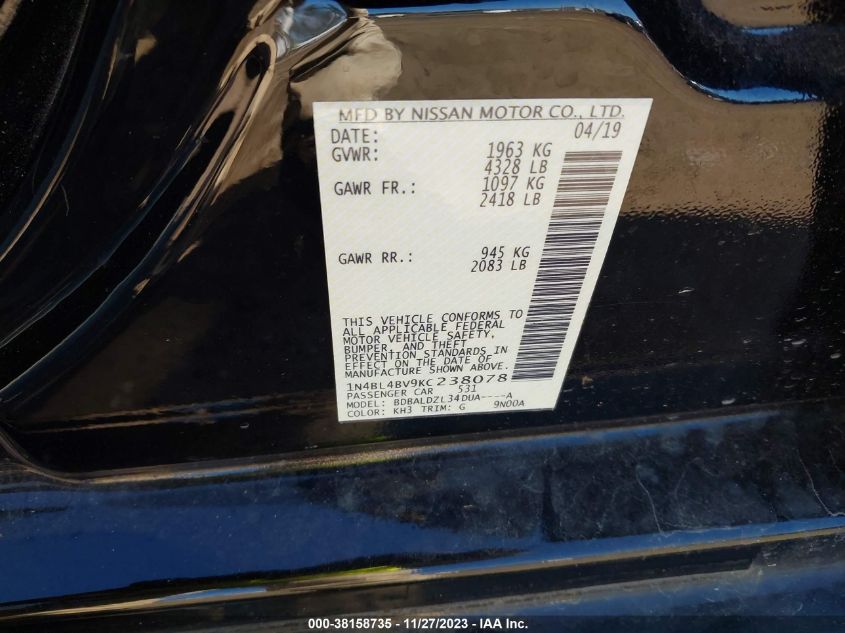 MFD BY NISSAN MOTOR CO., LTD.
DATE: 04/19
GVWR: 1963 KG
4328 LB
GAWR FR.: 1097 KG
2418 LB
GAWR RR.: 945 KG
2083 LB
THIS VEHICLE CONFORMS TO
ALL APPLICABLE FEDERAL
MOTOR VEHICLE SAFETY,
BUMPER, AND THEFT
PREVENTION STANDARDS IN
EFFECT ON THE DATE OF
MANUFACTURE SHOWN ABOVE.
1N4BL4BV9KC238078
PASSENGER CAR 531
MODEL: BDBALDZL34DUA----A
COLOR: KH3 TRIM: G 9N00A
000-38158735 — 11/27/2023 — IAA Inc.